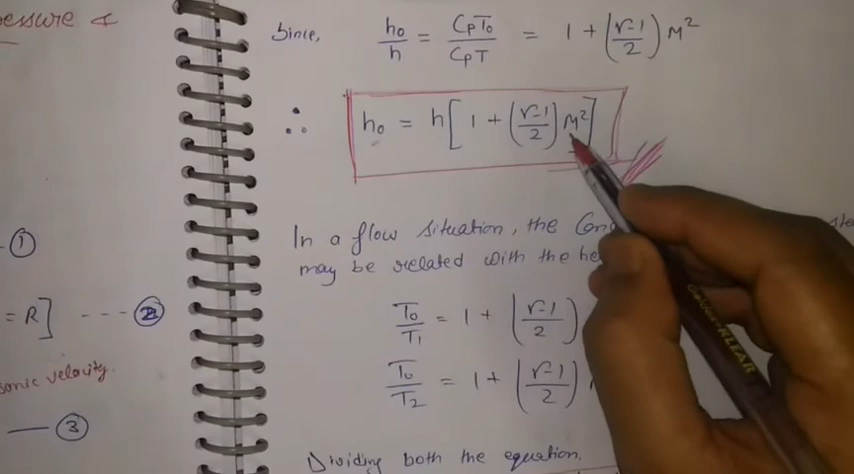 essure &
Since, h₀/h = CpT₀/CpT = 1 + (r-1/2) M²
∴ h₀ = h[1 + (r-1/2) M²]
In a flow situation, the
may be related with the
T₀/T₁ = 1 + (r-1/2)
T₀/T₂ = 1 + (r-1/2)
Dividing both the equation.
①
= R] --- ②
sonic velocity.
— ③